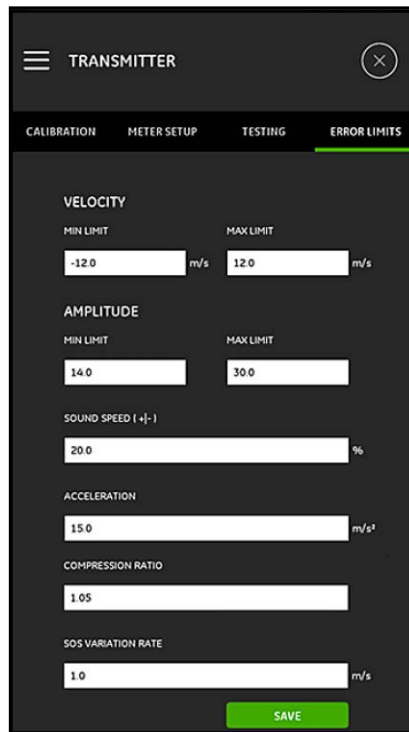 TRANSMITTER
CALIBRATION METER SETUP TESTING ERROR LIMITS
VELOCITY
MIN LIMIT MAX LIMIT
-12.0 m/s 12.0 m/s
AMPLITUDE
MIN LIMIT MAX LIMIT
14.0 30.0
SOUND SPEED ( +|- )
20.0 %
ACCELERATION
15.0 m/s²
COMPRESSION RATIO
1.05
SOS VARIATION RATE
1.0 m/s
SAVE